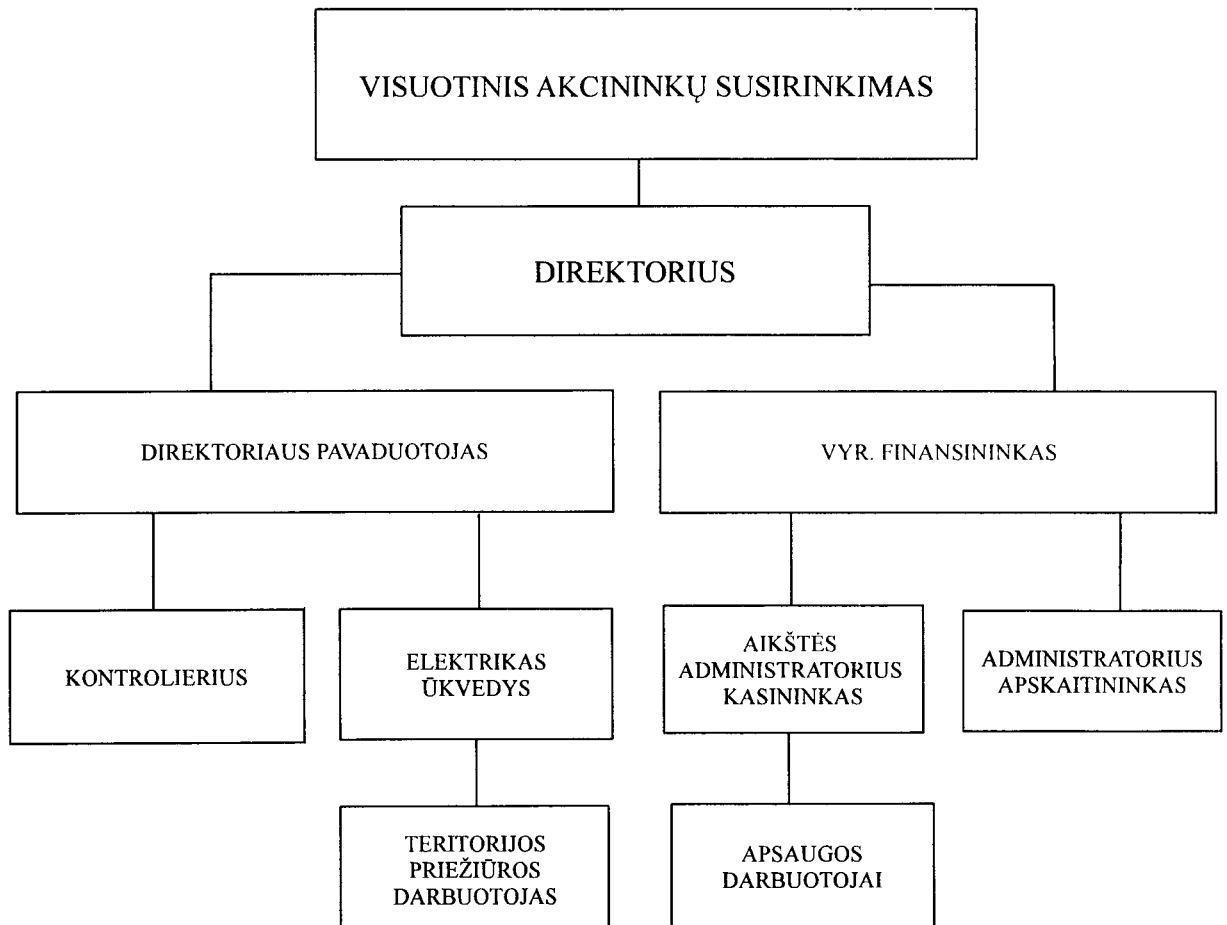 VISUOTINIS AKCININKŲ SUSIRINKIMAS
DIREKTORIUS
DIREKTORIAUS PAVADUOTOJAS
VYR. FINANSININKAS
KONTROLIERIUS
ELEKTRIKAS
ŪKVEDYS
AIKŠTĖS
ADMINISTRATORIUS
KASININKAS
ADMINISTRATORIUS
APSKAITININKAS
TERITORIJOS
PRIEŽIŪROS
DARBUOTOJAS
APSAUGOS
DARBUOTOJAI